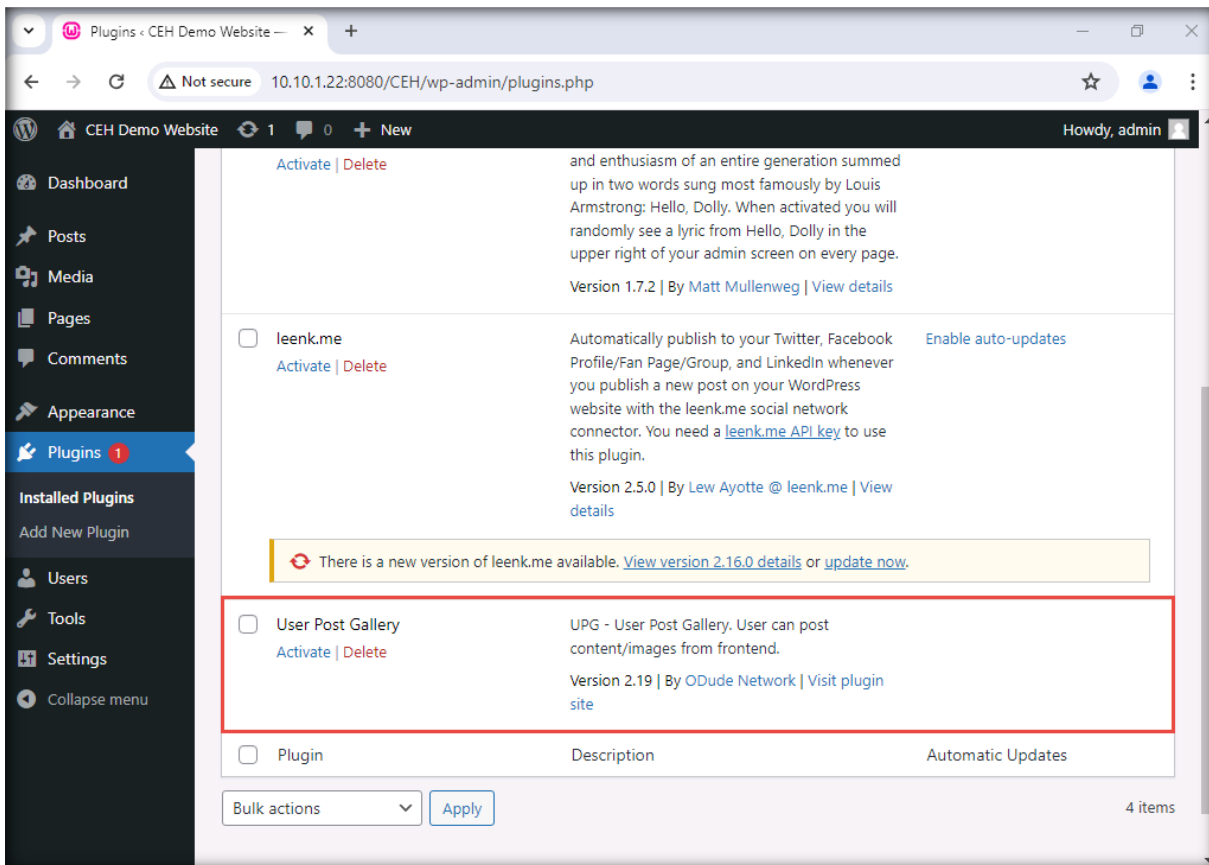 Plugins ‹ CEH Demo Website —
Not secure
10.10.1.22:8080/CEH/wp-admin/plugins.php
CEH Demo Website
1
0
New
Howdy, admin
Dashboard
Posts
Media
Pages
Comments
Appearance
Plugins 1
Installed Plugins
Add New Plugin
Users
Tools
Settings
Collapse menu
Activate | Delete
and enthusiasm of an entire generation summed
up in two words sung most famously by Louis
Armstrong: Hello, Dolly. When activated you will
randomly see a lyric from Hello, Dolly in the
upper right of your admin screen on every page.
Version 1.7.2 | By Matt Mullenweg | View details
leenk.me
Activate | Delete
Automatically publish to your Twitter, Facebook
Profile/Fan Page/Group, and LinkedIn whenever
you publish a new post on your WordPress
website with the leenk.me social network
connector. You need a leenk.me API key to use
this plugin.
Version 2.5.0 | By Lew Ayotte @ leenk.me | View
details
Enable auto-updates
There is a new version of leenk.me available. View version 2.16.0 details or update now.
User Post Gallery
Activate | Delete
UPG - User Post Gallery. User can post
content/images from frontend.
Version 2.19 | By ODude Network | Visit plugin
site
Plugin
Description
Automatic Updates
Bulk actions
Apply
4 items